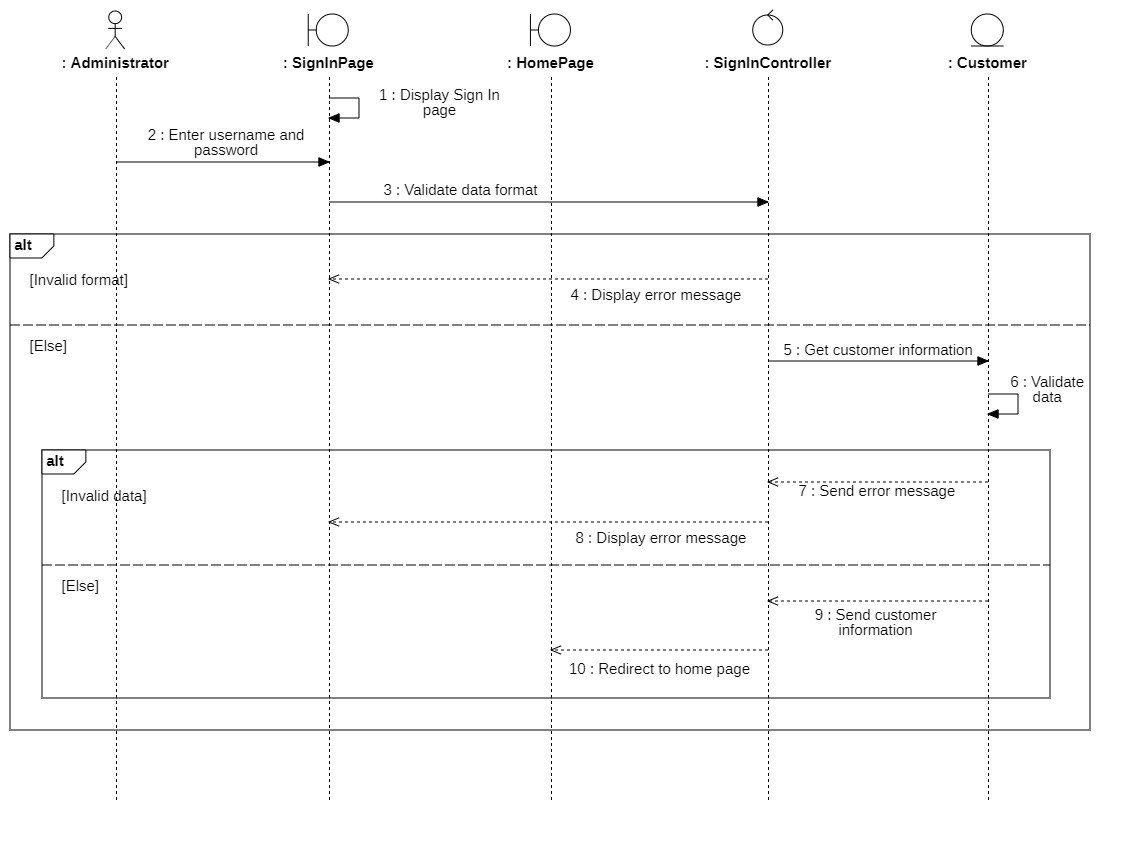 : Administrator
: SignInPage
: HomePage
: SignInController
: Customer
1 : Display Sign In
page
2 : Enter username and
password
3 : Validate data format
alt
[Invalid format]
4 : Display error message
[Else]
5 : Get customer information
6 : Validate
data
alt
[Invalid data]
7 : Send error message
8 : Display error message
[Else]
9 : Send customer
information
10 : Redirect to home page